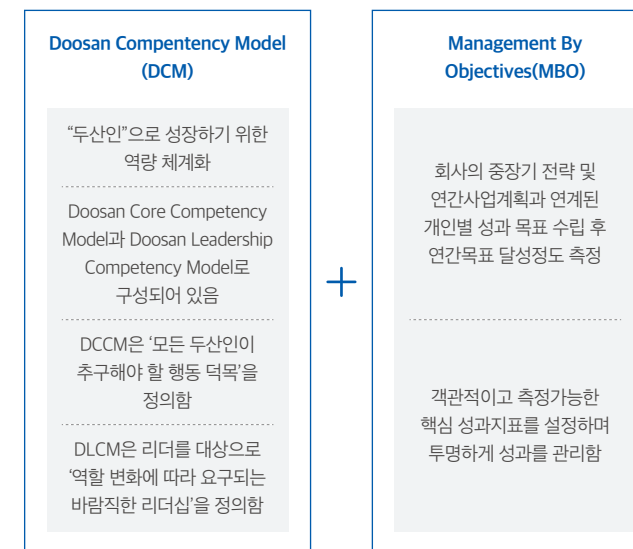 Doosan Compentency Model
(DCM)
“두산인”으로 성장하기 위한
역량 체계화
Doosan Core Competency
Model과 Doosan Leadership
Competency Model로
구성되어 있음
DCCM은 ‘모든 두산인이
추구해야 할 행동 덕목’을
정의함
DLCM은 리더를 대상으로
‘역할 변화에 따라 요구되는
바람직한 리더십’을 정의함
+
Management By
Objectives(MBO)
회사의 중장기 전략 및
연간사업계획과 연계된
개인별 성과 목표 수립 후
연간목표 달성정도 측정
객관적이고 측정가능한
핵심 성과지표를 설정하며
투명하게 성과를 관리함